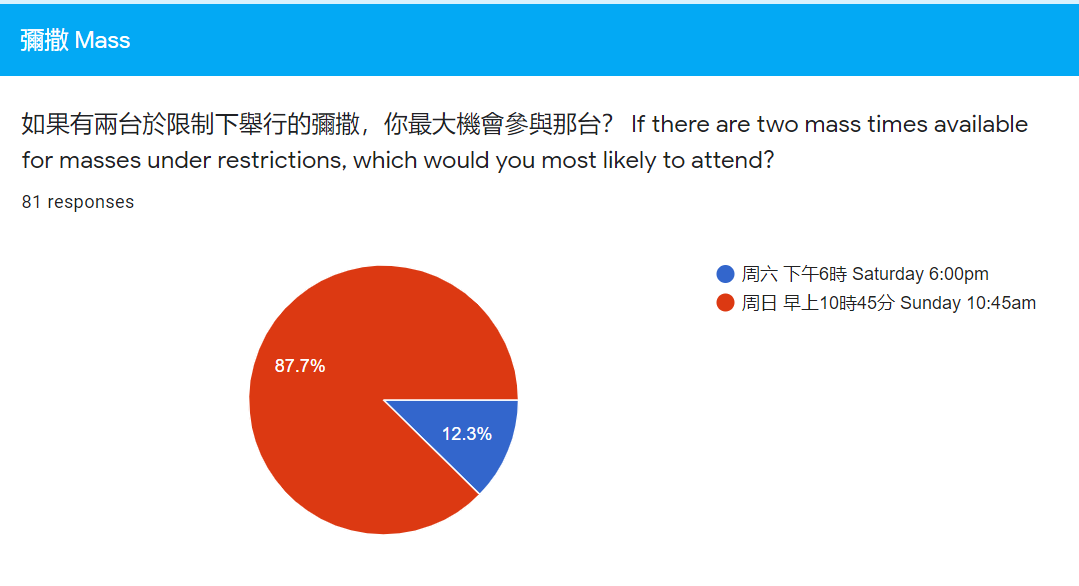 彌撒 Mass
如果有兩台於限制下舉行的彌撒，你最大機會參與那台？ If there are two mass times available
for masses under restrictions, which would you most likely to attend?
81 responses
周六 下午6時 Saturday 6:00pm
周日 早上10時45分 Sunday 10:45am
87.7%
12.3%